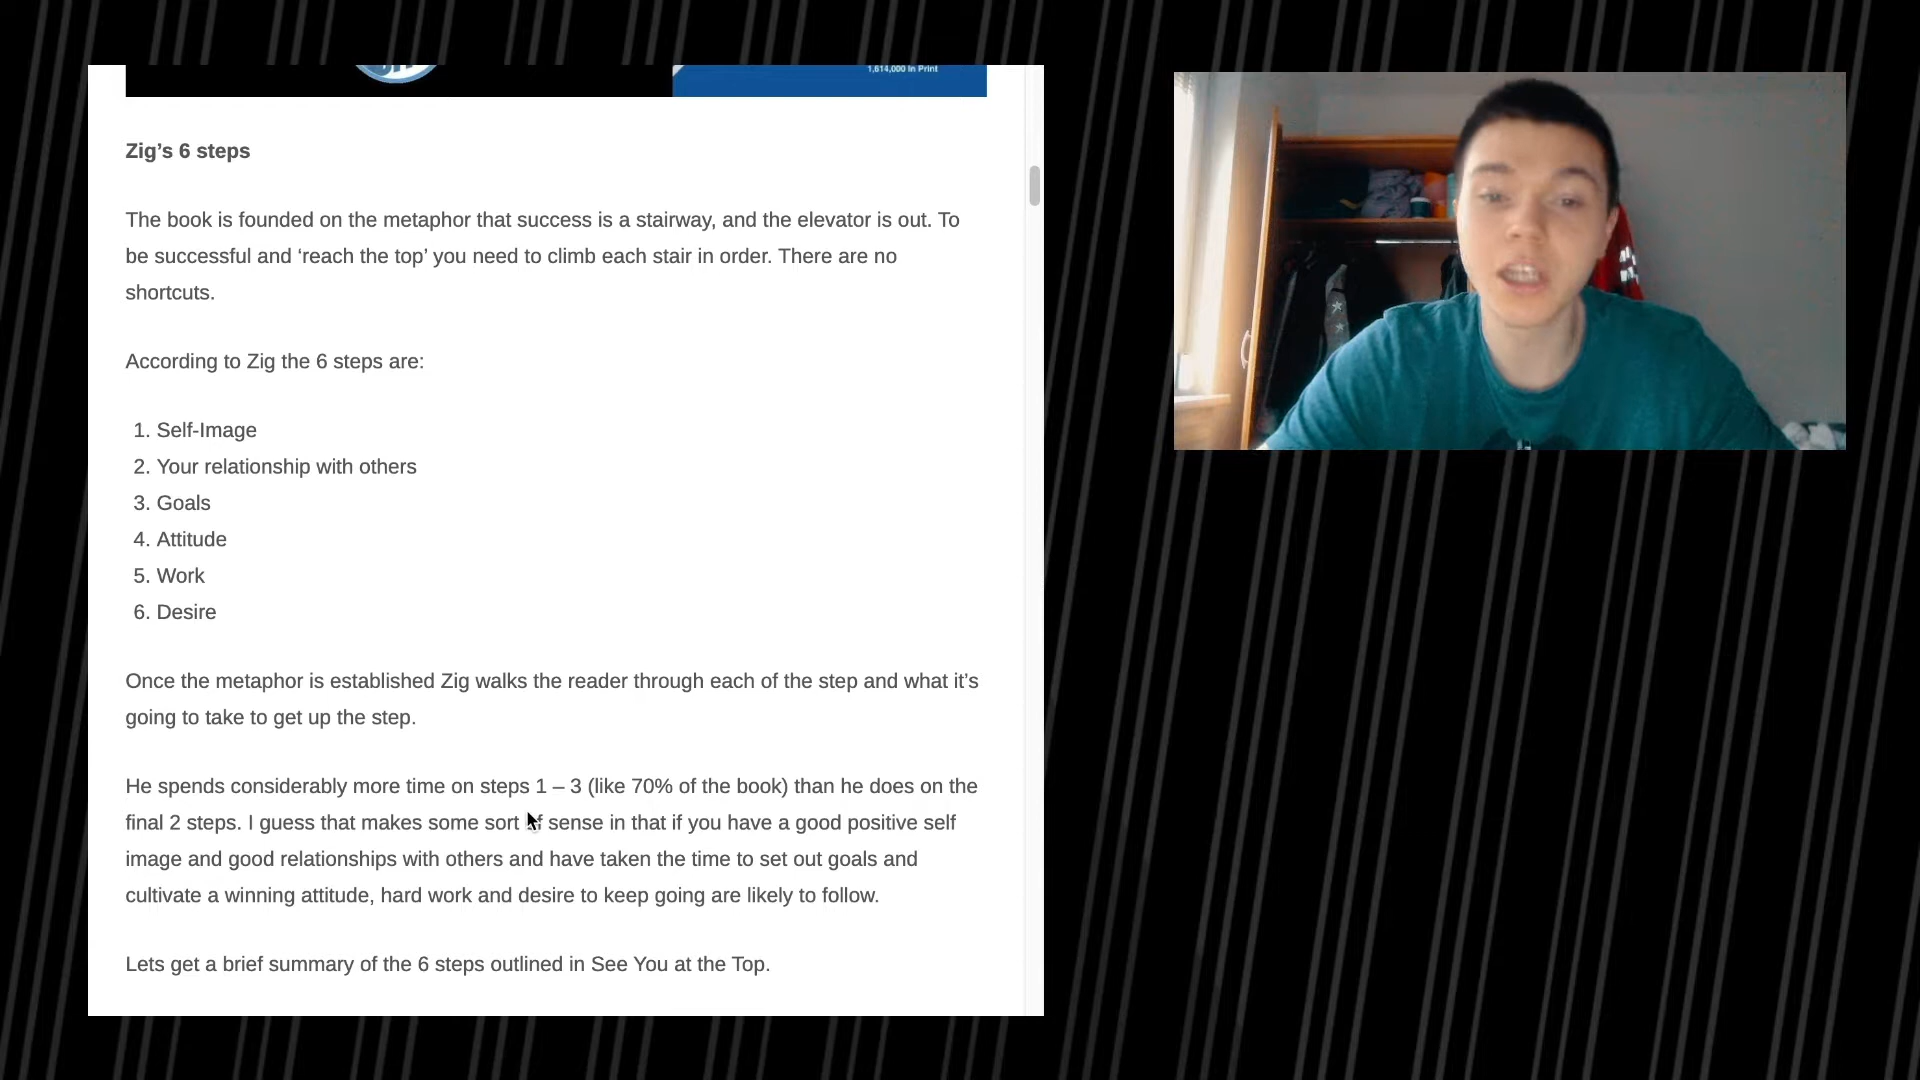 1,614,000 In Print
Zig’s 6 steps
The book is founded on the metaphor that success is a stairway, and the elevator is out. To
be successful and ‘reach the top’ you need to climb each stair in order. There are no
shortcuts.
According to Zig the 6 steps are:
1. Self-Image
2. Your relationship with others
3. Goals
4. Attitude
5. Work
6. Desire
Once the metaphor is established Zig walks the reader through each of the step and what it’s
going to take to get up the step.
He spends considerably more time on steps 1 – 3 (like 70% of the book) than he does on the
final 2 steps. I guess that makes some sort of sense in that if you have a good positive self
image and good relationships with others and have taken the time to set out goals and
cultivate a winning attitude, hard work and desire to keep going are likely to follow.
Lets get a brief summary of the 6 steps outlined in See You at the Top.